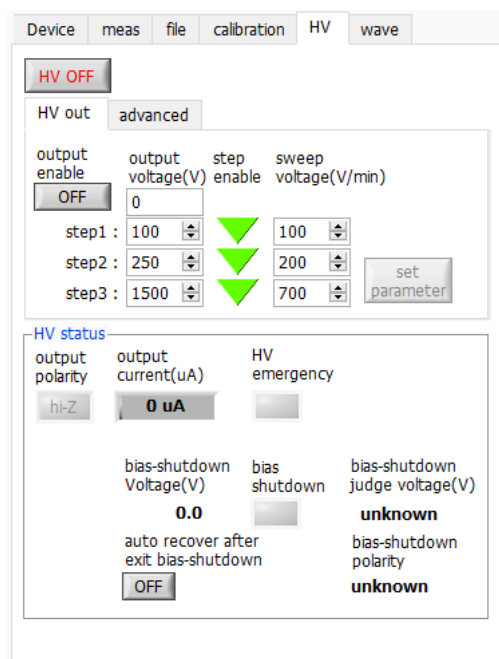 Device meas file calibration HV wave
HV OFF
HV out advanced
output enable
output voltage(V)
step enable
sweep voltage(V/min)
OFF
0
step1 : 100 100
step2 : 250 200
step3 : 1500 700
set parameter
HV status
output polarity
output current(uA)
HV emergency
hi-Z
0 uA
bias-shutdown Voltage(V)
bias shutdown
bias-shutdown judge voltage(V)
0.0
unknown
auto recover after exit bias-shutdown
bias-shutdown polarity
OFF
unknown